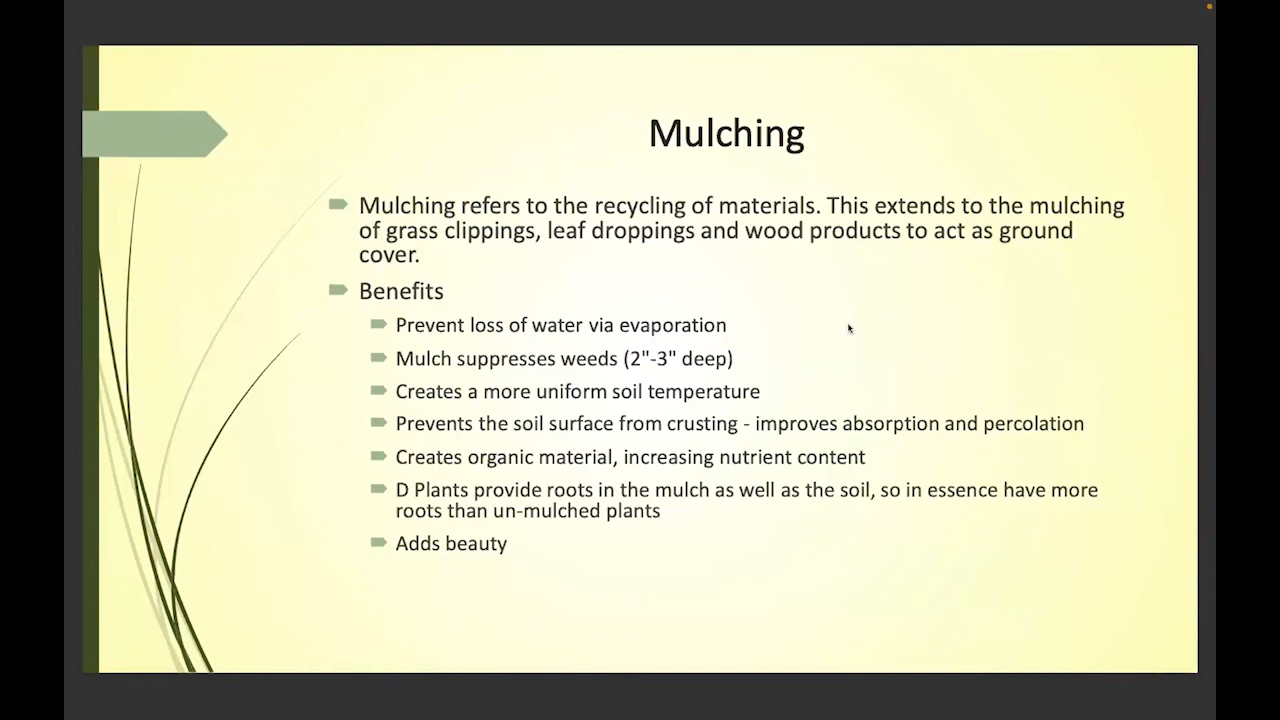 Mulching
Mulching refers to the recycling of materials. This extends to the mulching
of grass clippings, leaf droppings and wood products to act as ground
cover.
Benefits
Prevent loss of water via evaporation
Mulch suppresses weeds (2"-3" deep)
Creates a more uniform soil temperature
Prevents the soil surface from crusting - improves absorption and percolation
Creates organic material, increasing nutrient content
D Plants provide roots in the mulch as well as the soil, so in essence have more
roots than un-mulched plants
Adds beauty